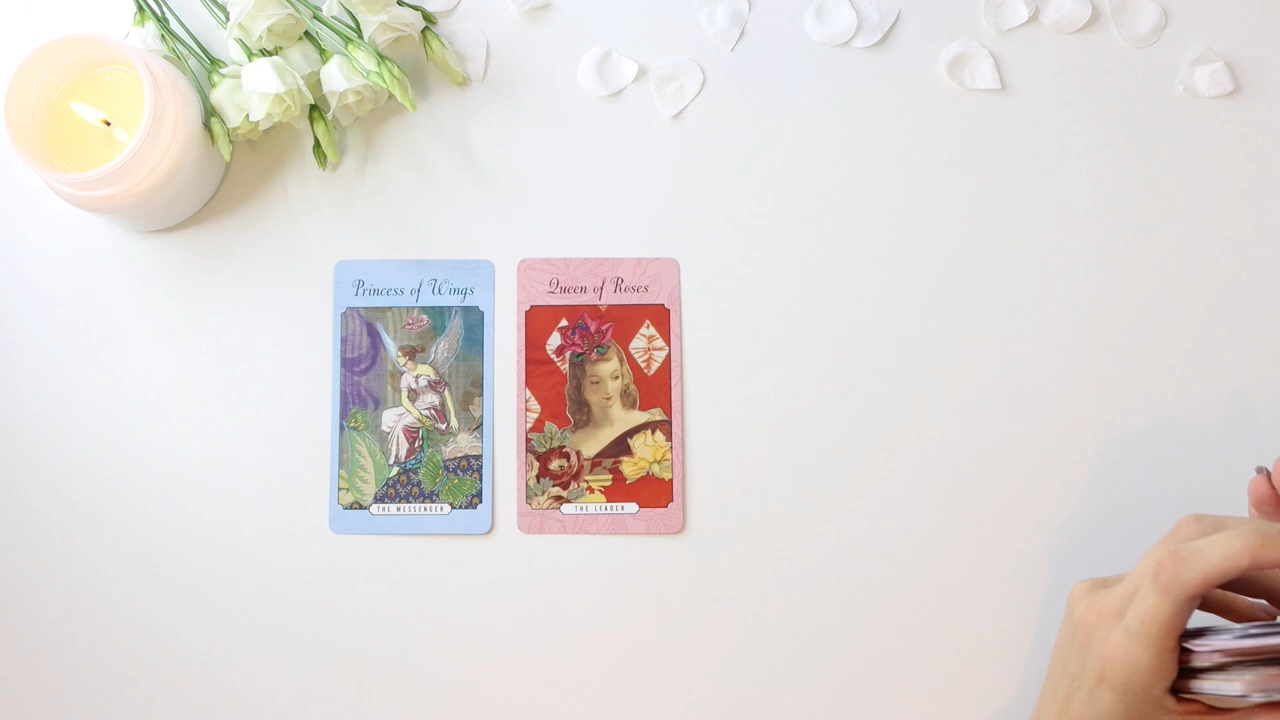 Princess of Wings
THE MESSENGER
Queen of Roses
THE LEADER